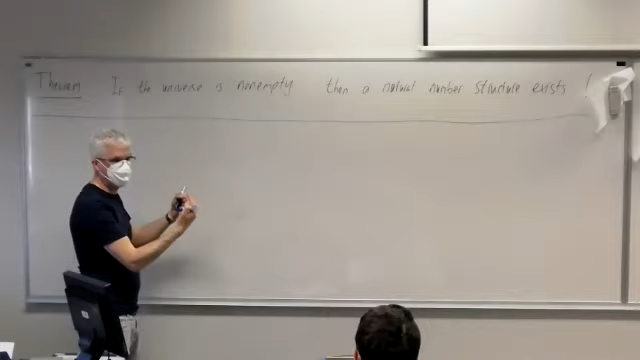 Theorem If the universe is nonempty then a natural number structure exists !